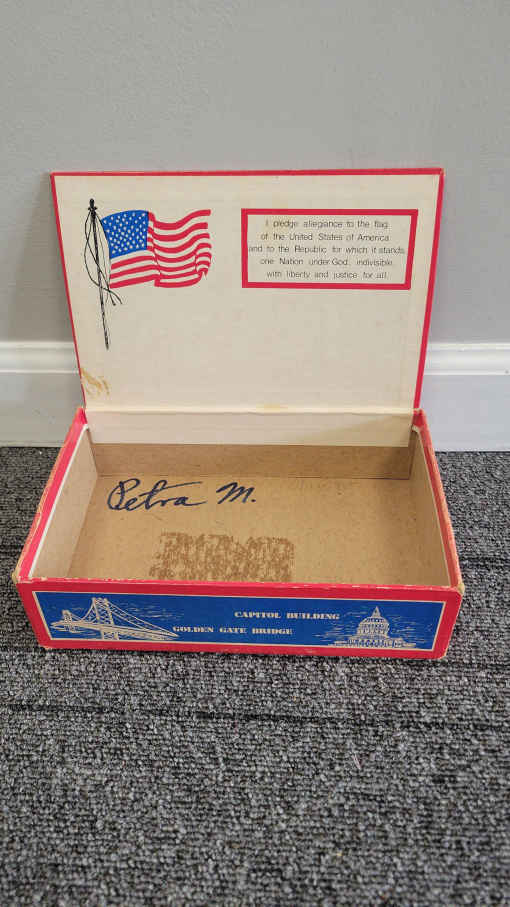 I pledge allegiance to the flag
of the United States of America
and to the Republic for which it stands,
one Nation under God, indivisible,
with liberty and justice for all.
Petra M.
CAPITOL BUILDING
GOLDEN GATE BRIDGE